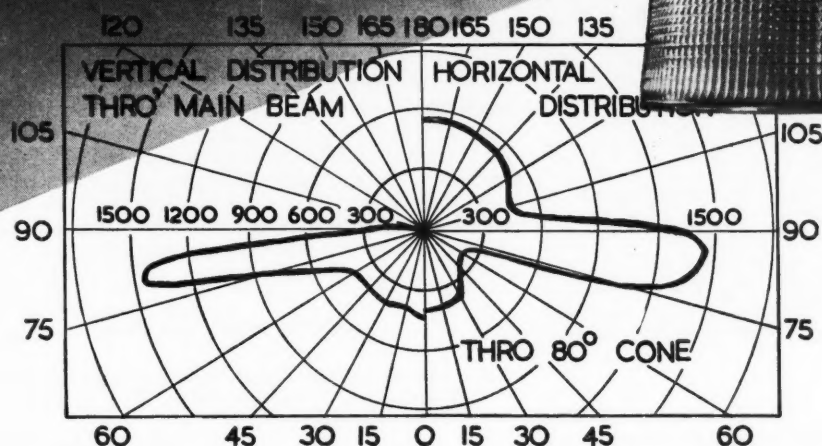 120 135 150 165 180 165 150 135
VERTICAL DISTRIBUTION HORIZONTAL
THRO' MAIN BEAM DISTRIBUTION
105 105
1500 1200 900 600 300 300 1500
90 90
75 75
THRO 80° CONE
60 45 30 15 0 15 30 45 60